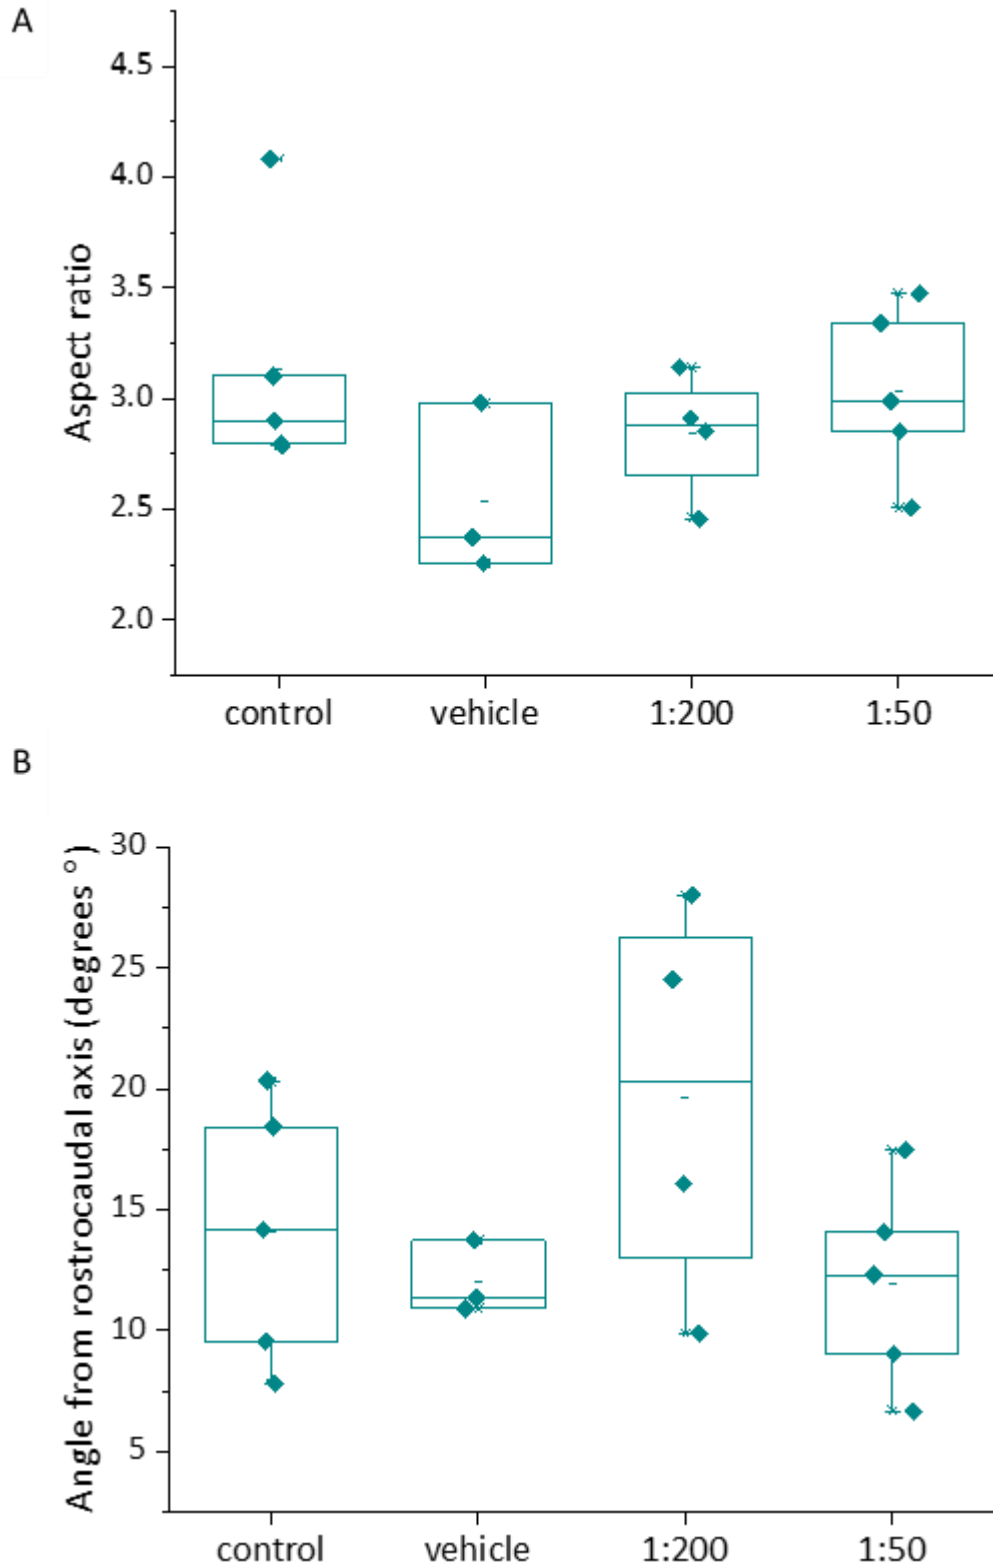 A
Aspect ratio
4.5
4.0
3.5
3.0
2.5
2.0
control vehicle 1:200 1:50
B
Angle from rostrocaudal axis (degrees °)
30
25
20
15
10
5
control vehicle 1:200 1:50